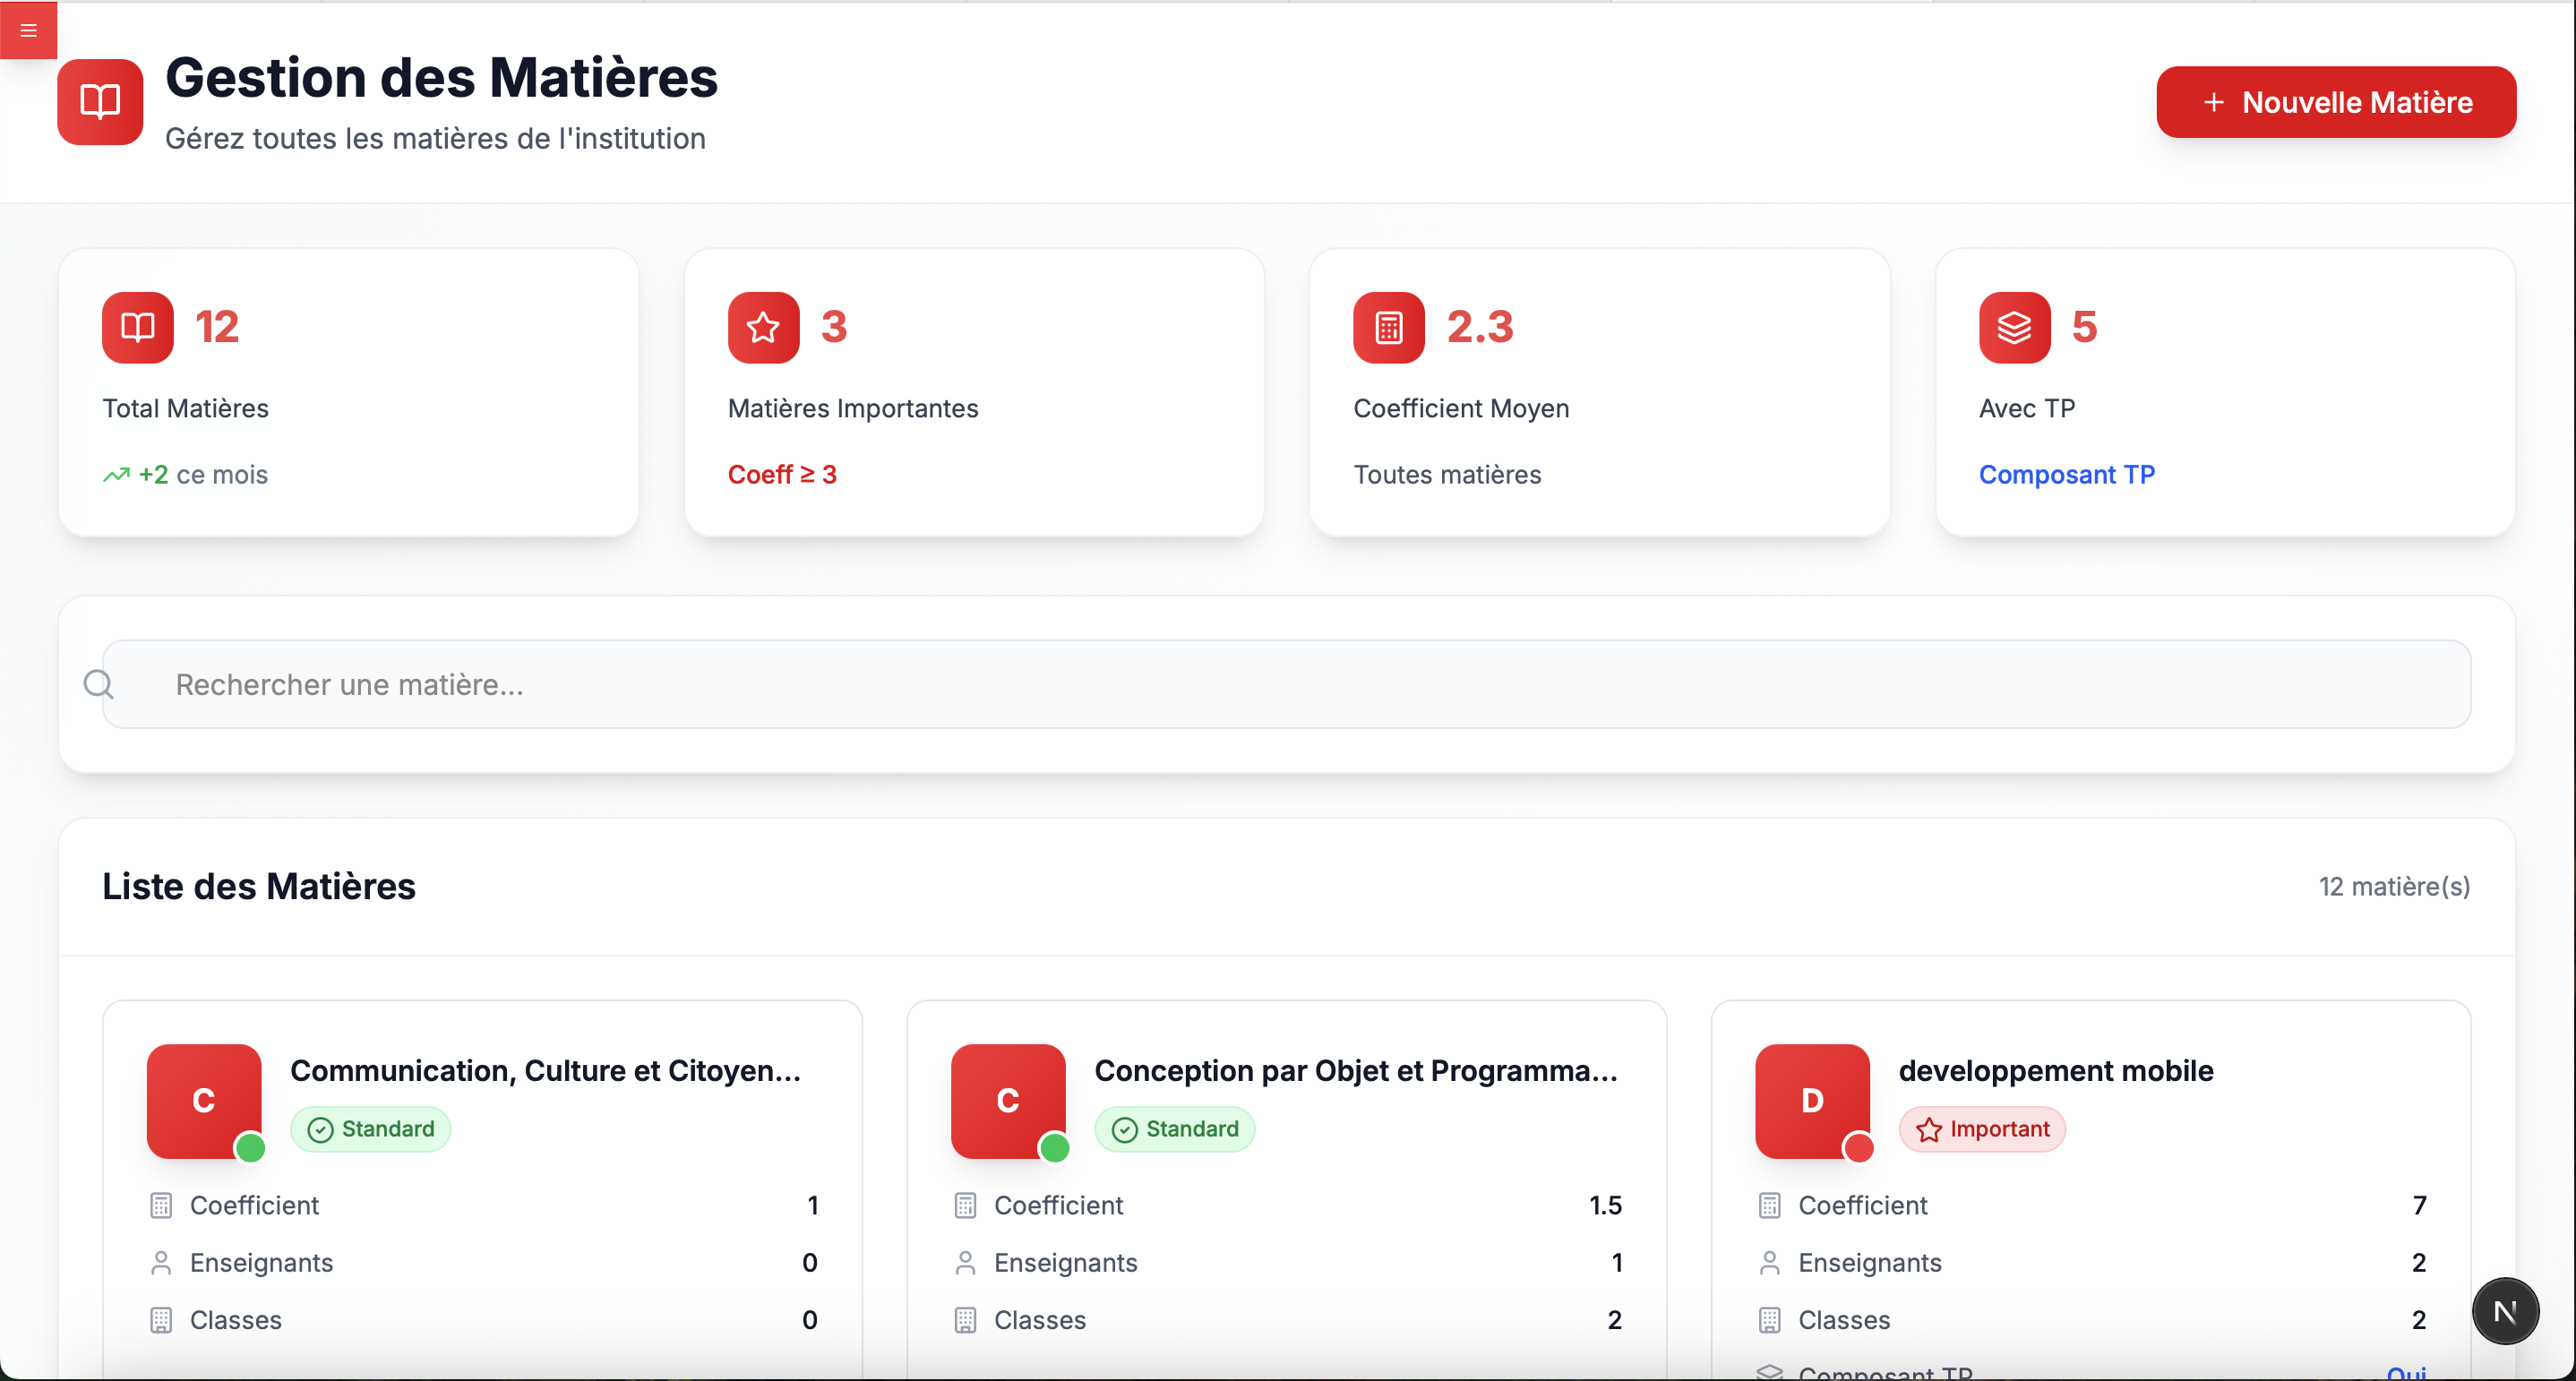 Gestion des Matières
Gérez toutes les matières de l'institution
+ Nouvelle Matière
12
Total Matières
+2 ce mois
3
Matières Importantes
Coeff ≥ 3
2.3
Coefficient Moyen
Toutes matières
5
Avec TP
Composant TP
Rechercher une matière...
Liste des Matières
12 matière(s)
C
Communication, Culture et Citoyen...
Standard
Coefficient 1
Enseignants 0
Classes 0
C
Conception par Objet et Programma...
Standard
Coefficient 1.5
Enseignants 1
Classes 2
D
developpement mobile
Important
Coefficient 7
Enseignants 2
Classes 2
Composant TP Oui
N